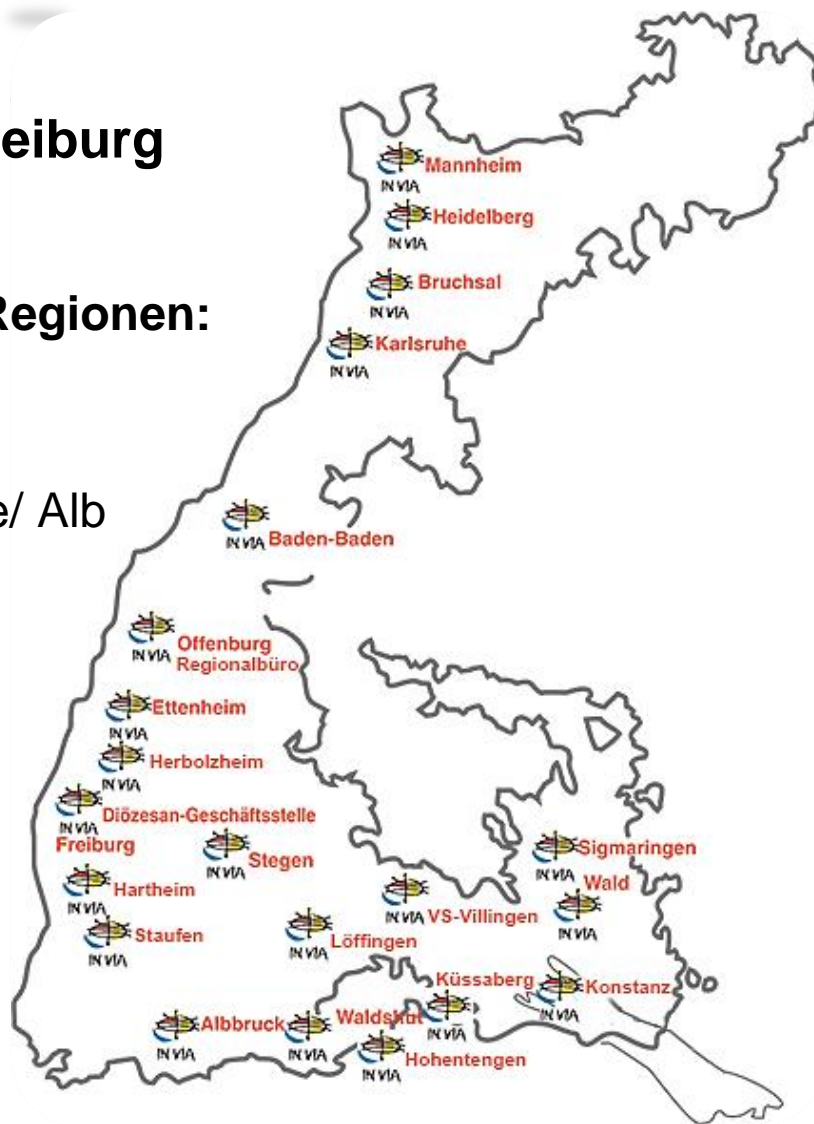 eiburg
Regionen:
e/ Alb
IN VIA Mannheim
IN VIA Heidelberg
IN VIA Bruchsal
IN VIA Karlsruhe
IN VIA Baden-Baden
IN VIA Offenburg
Regionalbüro
IN VIA Ettenheim
IN VIA Herbolzheim
IN VIA Diözesan-Geschäftsstelle
Freiburg
IN VIA Stegen
IN VIA Sigmaringen
IN VIA Hartheim
IN VIA VS-Villingen
IN VIA Wald
IN VIA Staufen
IN VIA Löffingen
IN VIA Küssaberg
IN VIA Konstanz
IN VIA Albbruck
IN VIA Waldshut
IN VIA Hohentengen